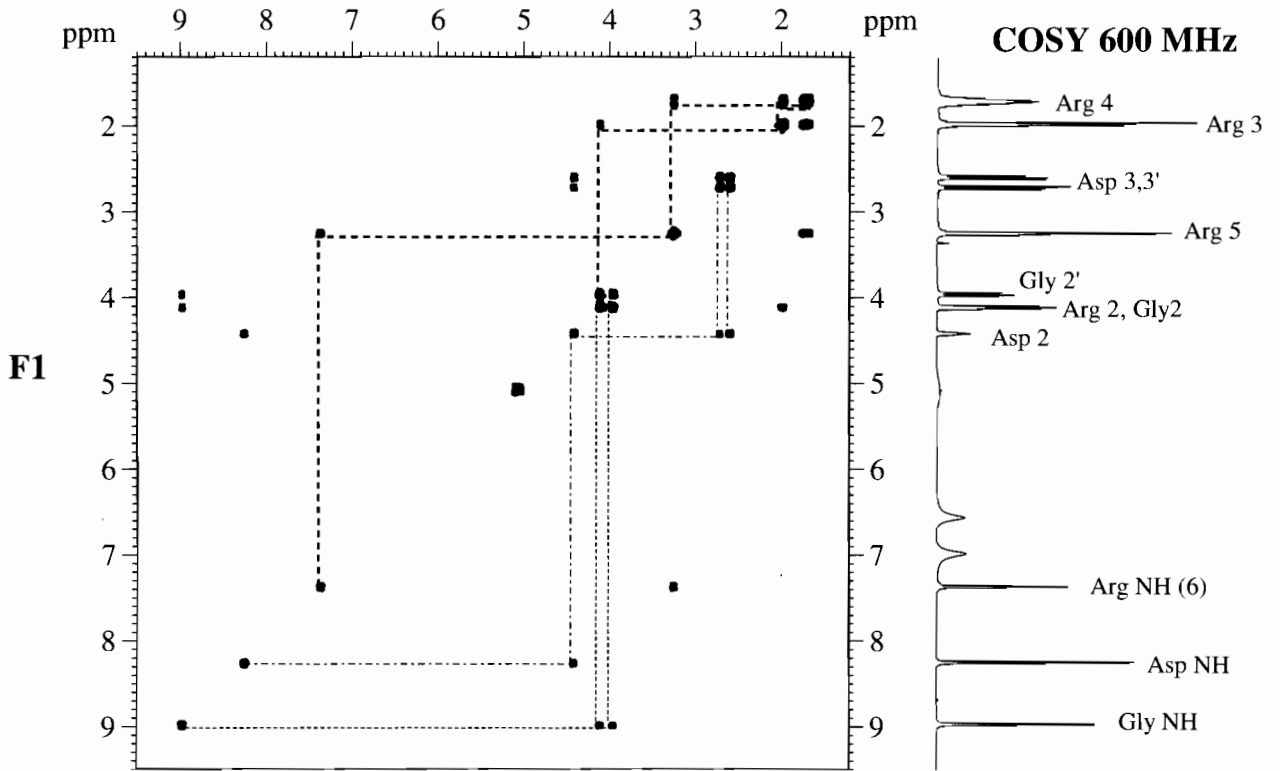 9 8 7 6 5 4 3 2
ppm ppm
COSY 600 MHz
2 2
3 3
4 4
5 5
6 6
7 7
8 8
9 9
F1
Arg 4
Arg 3
Asp 3,3'
Arg 5
Gly 2'
Arg 2, Gly2
Asp 2
Arg NH (6)
Asp NH
Gly NH